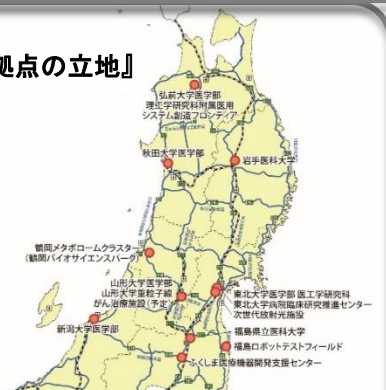 拠点の立地』
弘前大学医学部
理工学研究科附属医用
システム創造フロンティア
秋田大学医学部
岩手医科大学
鶴岡メタボロームクラスター
(鶴岡バイオサイエンスパーク)
山形大学医学部
山形大学重粒子線
がん治療施設(予定)
東北大学医学部 医工学研究科
東北大学病院臨床研究推進センター
次世代放射光施設
新潟大学医学部
福島県立医科大学
福島ロボットテストフィールド
ふくしま医療機器開発支援センター